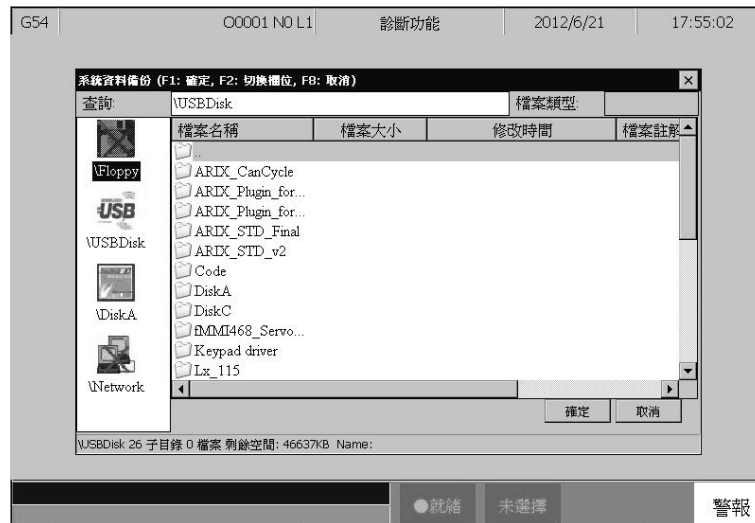 G54 O0001 N0 L1 診斷功能 2012/6/21 17:55:02
系統資料備份 (F1: 確定, F2: 切換欄位, F8: 取消)
查詢: \USBDisk 檔案類型:
檔案名稱 檔案大小 修改時間 檔案註解
..
\Floppy
ARIX_CanCycle
ARIX_Plugin_for...
USB
ARIX_Plugin_for...
ARIX_STD_Final
\USBDisk
ARIX_STD_v2
Code
DiskA
\DiskA
DiskC
fMMI468_Servo...
Keypad driver
\Network
Lx_115
確定 取消
\USBDisk 26 子目錄 0 檔案 剩餘空間: 46637KB Name:
●就緒 未選擇 警報